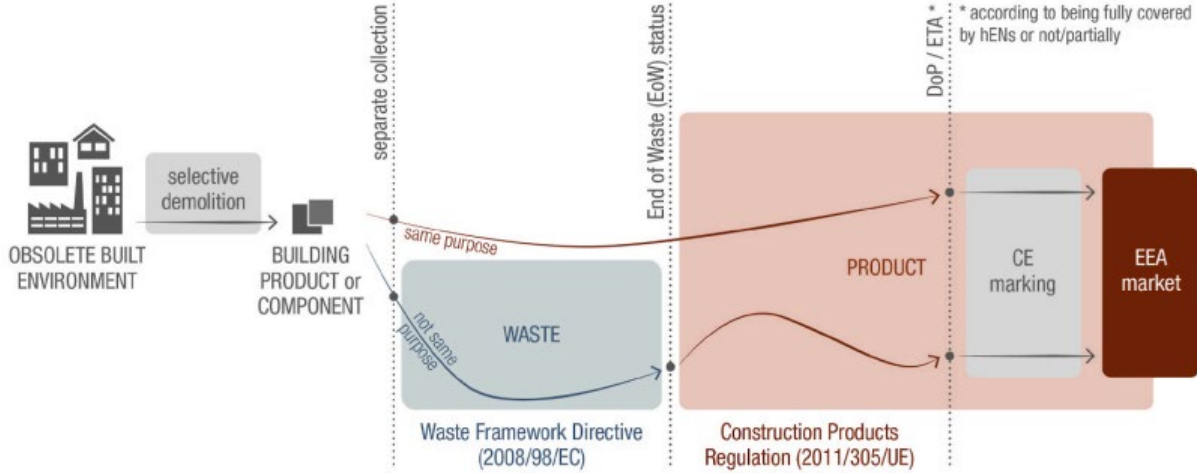 separate collection
End of Waste (EoW) status
DoP / ETA *
* according to being fully covered
by hENs or not/partially
selective
demolition
OBSOLETE BUILT
ENVIRONMENT
BUILDING
PRODUCT or
COMPONENT
same purpose
not same
purpose
WASTE
PRODUCT
CE
marking
EEA
market
Waste Framework Directive
(2008/98/EC)
Construction Products
Regulation (2011/305/UE)